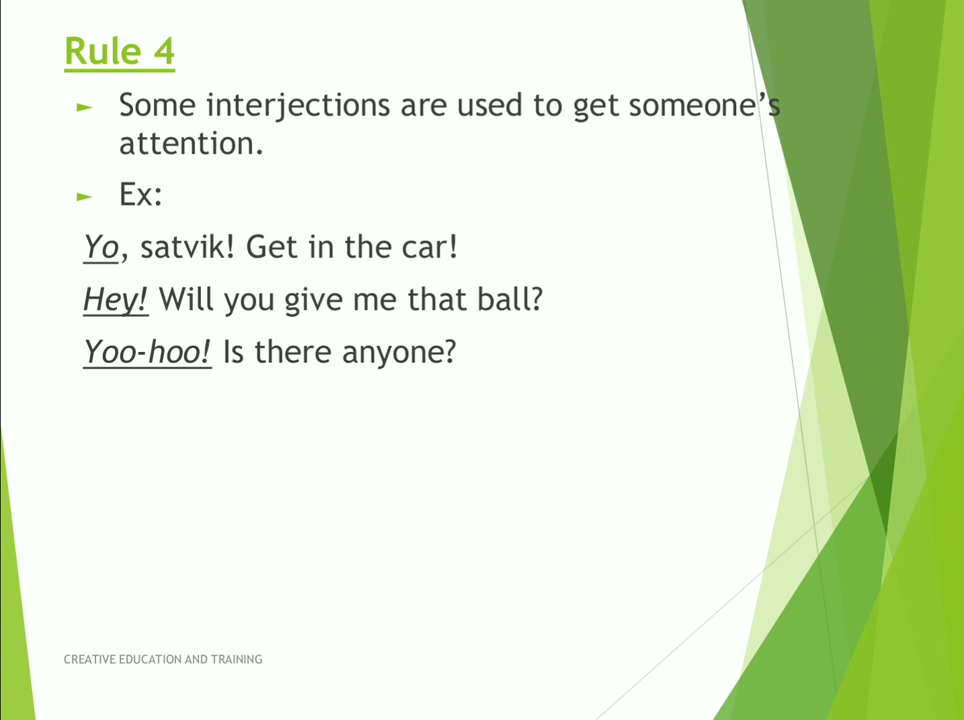 Rule 4
► Some interjections are used to get someone’s
attention.
► Ex:
Yo, satvik! Get in the car!
Hey! Will you give me that ball?
Yoo-hoo! Is there anyone?
CREATIVE EDUCATION AND TRAINING